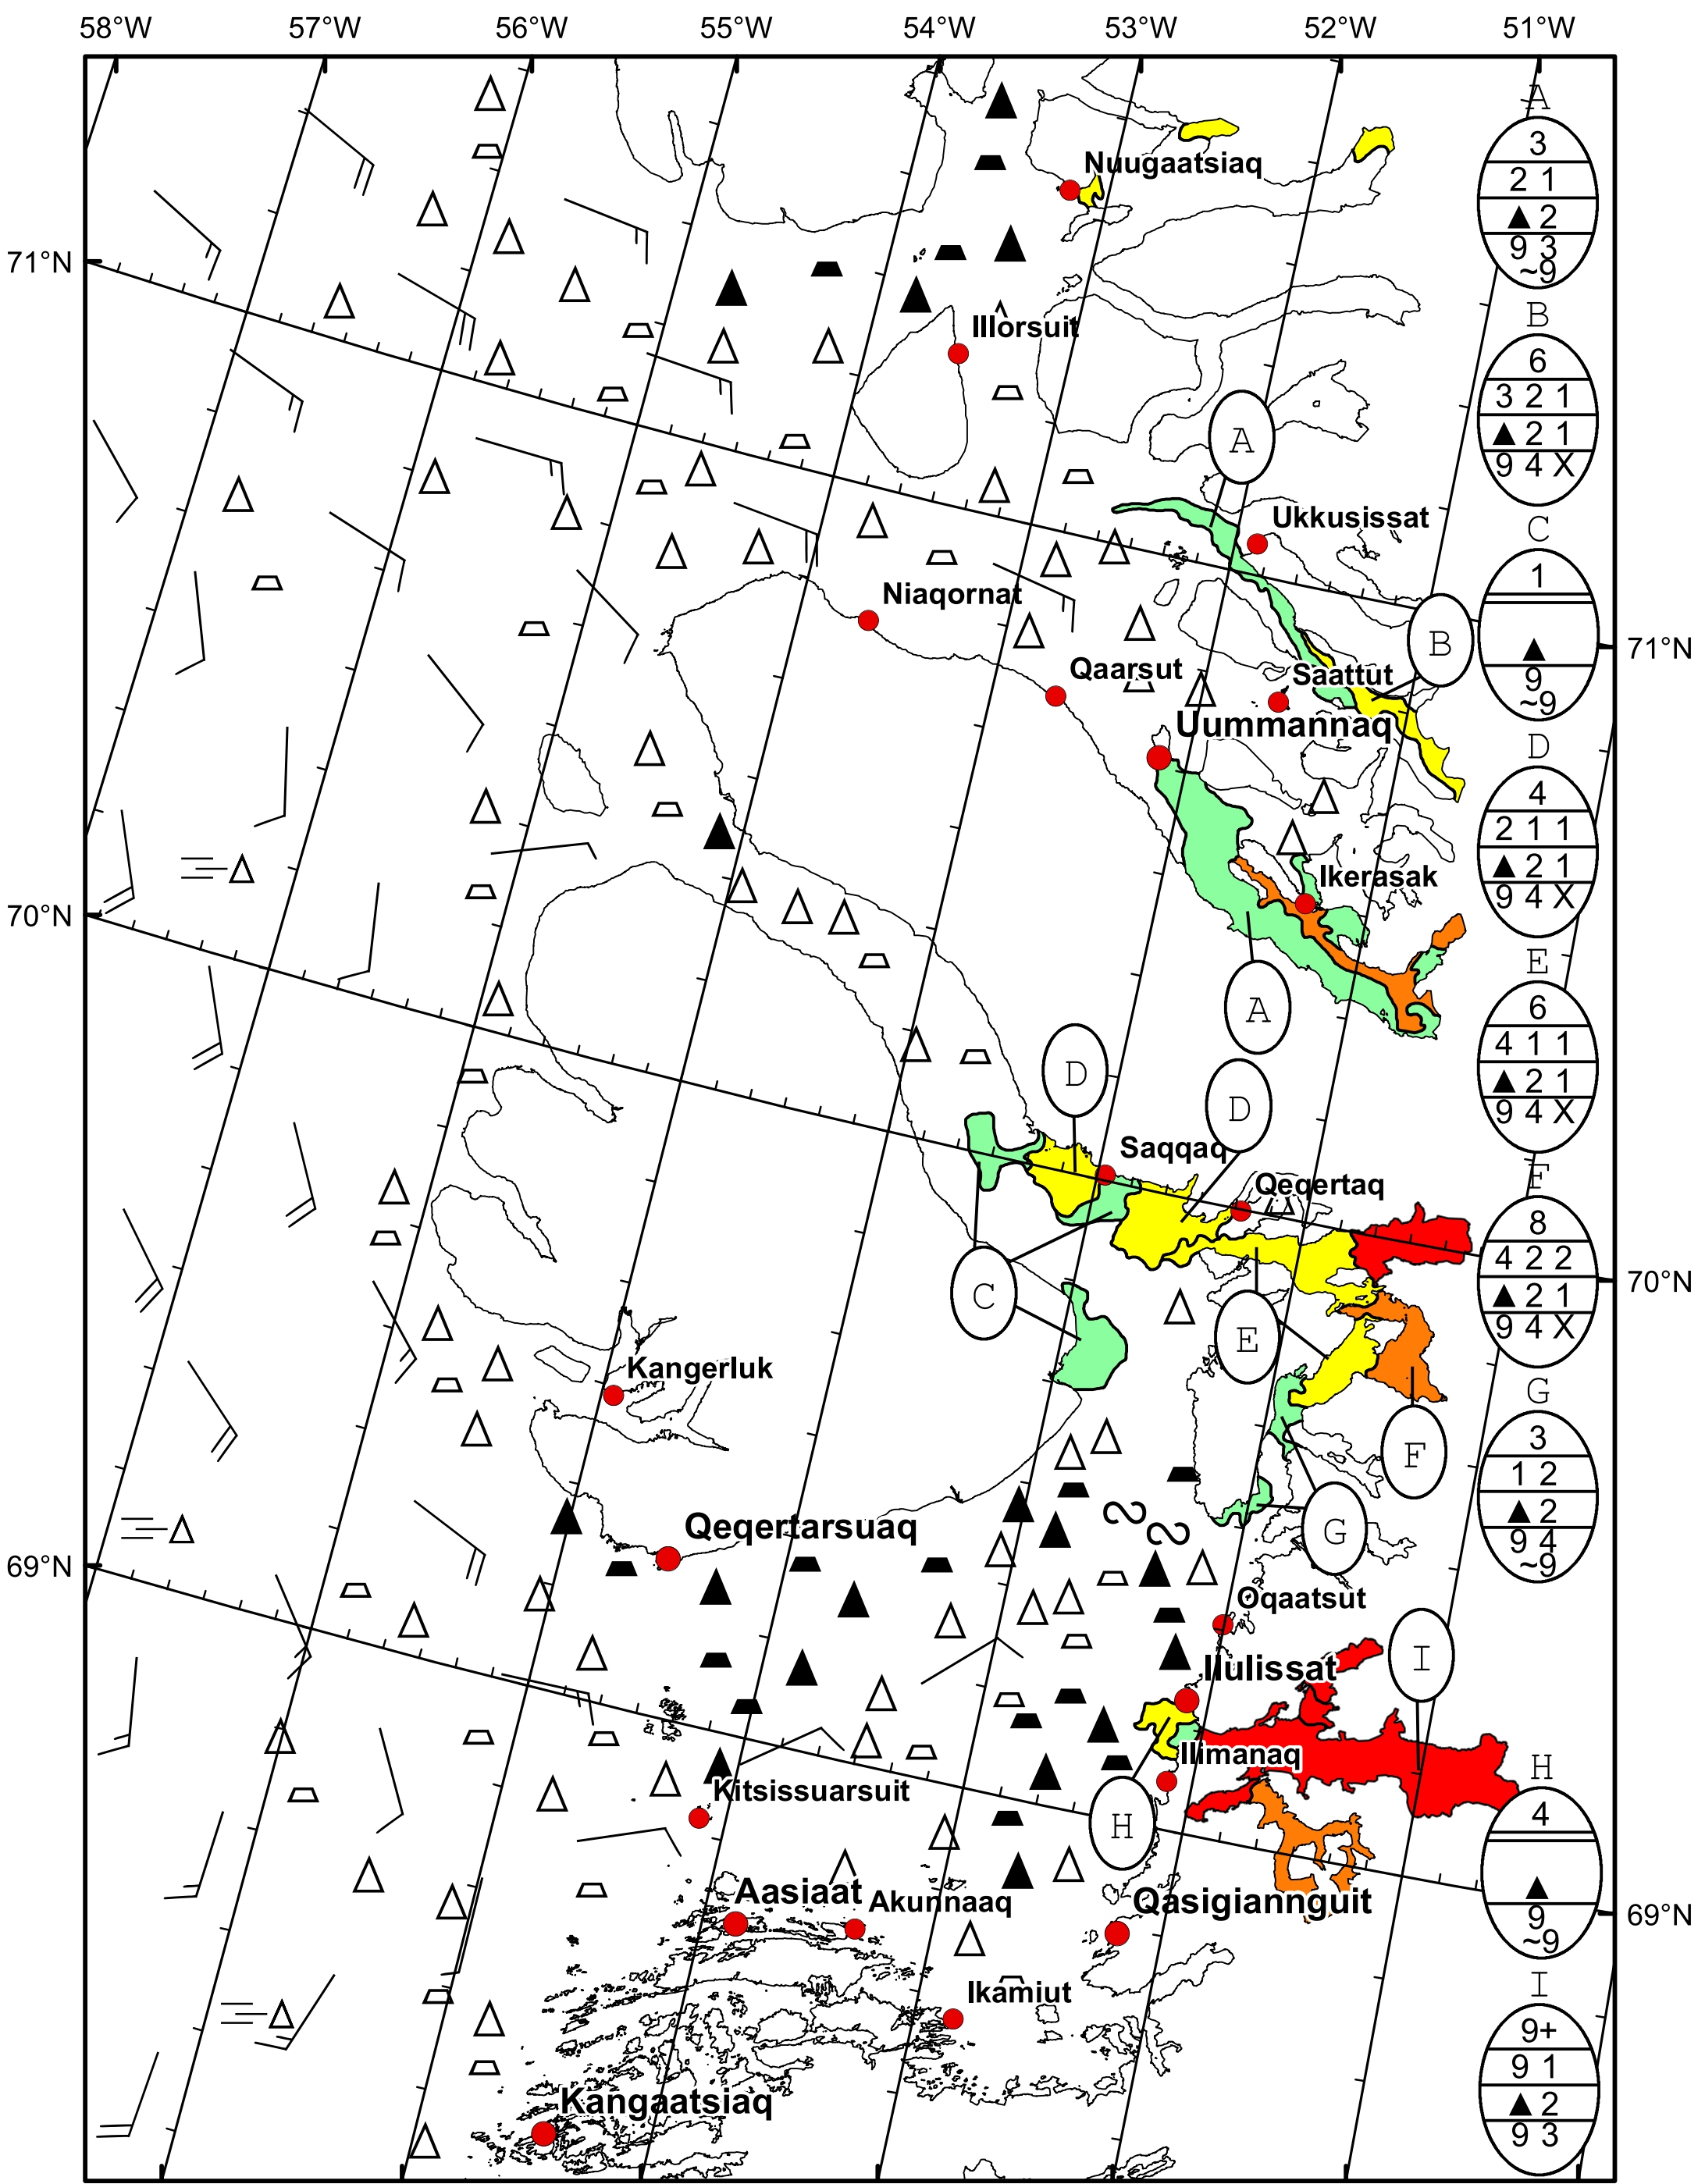 58°W 57°W 56°W 55°W 54°W 53°W 52°W 51°W
A
3
2 1
▲ 2
9 3
~9
Nuugaatsiaq
71°N
B
6
3 2 1
▲ 2 1
9 4 X
Illorsuit
A
Ukkusissat
C
1
▲
9
~9
Niaqornat
B
71°N
Qaarsut
Saattut
Uummannaq
D
4
2 1 1
▲ 2 1
9 4 X
Ikerasak
70°N
A
E
6
4 1 1
▲ 2 1
9 4 X
D
D
Saqqaq
Qeqertaq
F
8
4 2 2
▲ 2 1
9 4 X
70°N
C
E
Kangerluk
F
G
3
1 2
▲ 2
9 4
~9
Qeqertarsuaq
G
69°N
Oqaatsut
I
Ilulissat
Ilimanaq
Kitsissuarsuit
H
H
4
▲
9
~9
Aasiaat
Akunnaaq
Qasigiannguit
69°N
Ikamiut
I
9+
9 1
▲ 2
9 3
Kangaatsiaq